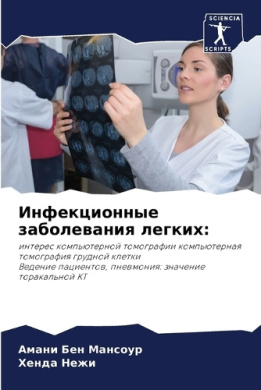 SCIENCIA
SCRIPTS
Инфекционные
заболевания легких:
интерес компьютерной томографии компьютерная
томография грудной клетки
Ведение пациентов, пневмония: значение
торакальной КТ
Амани Бен Мансоур
Хенда Нежи